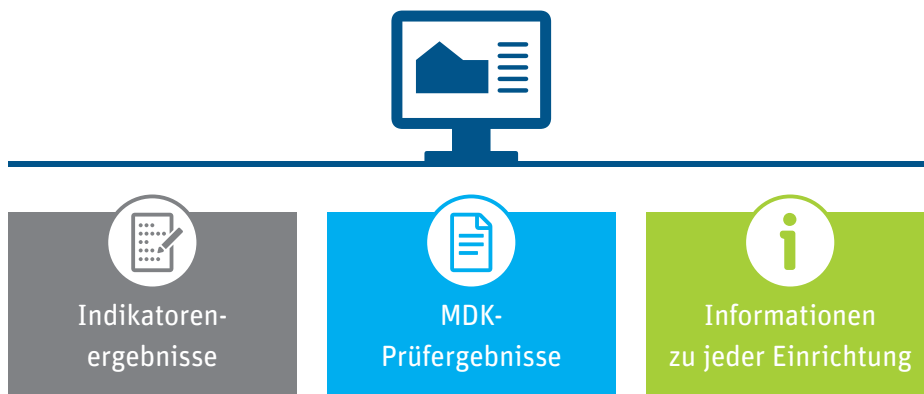 Indikatoren-
ergebnisse
MDK-
Prüfergebnisse
Informationen
zu jeder Einrichtung